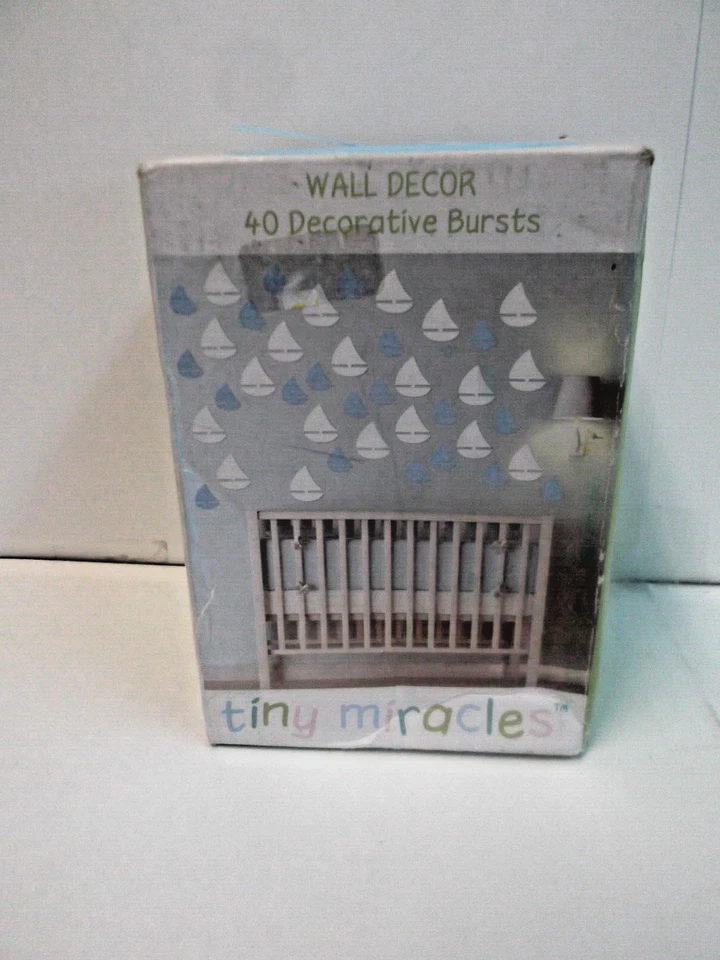 WALL DECOR
40 Decorative Bursts
tiny miracles™